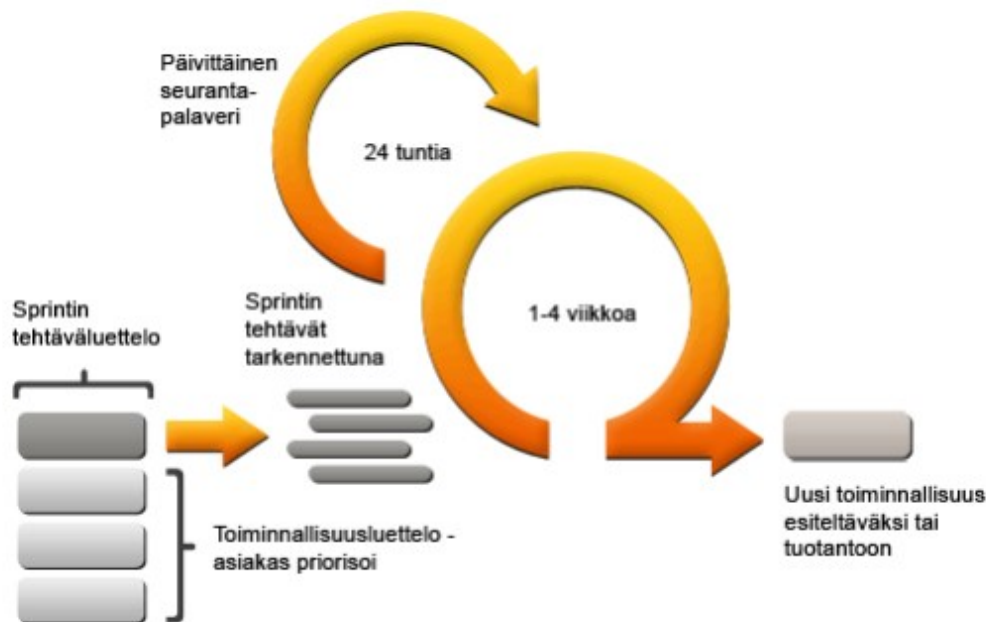 Päivittäinen
seuranta-
palaveri
24 tuntia
1-4 viikkoa
Sprintin
tehtäväluettelo
Sprintin
tehtävät
tarkennettuna
Toiminnallisuusluettelo -
asiakas priorisoi
Uusi toiminnallisuus
esiteltäväksi tai
tuotantoon